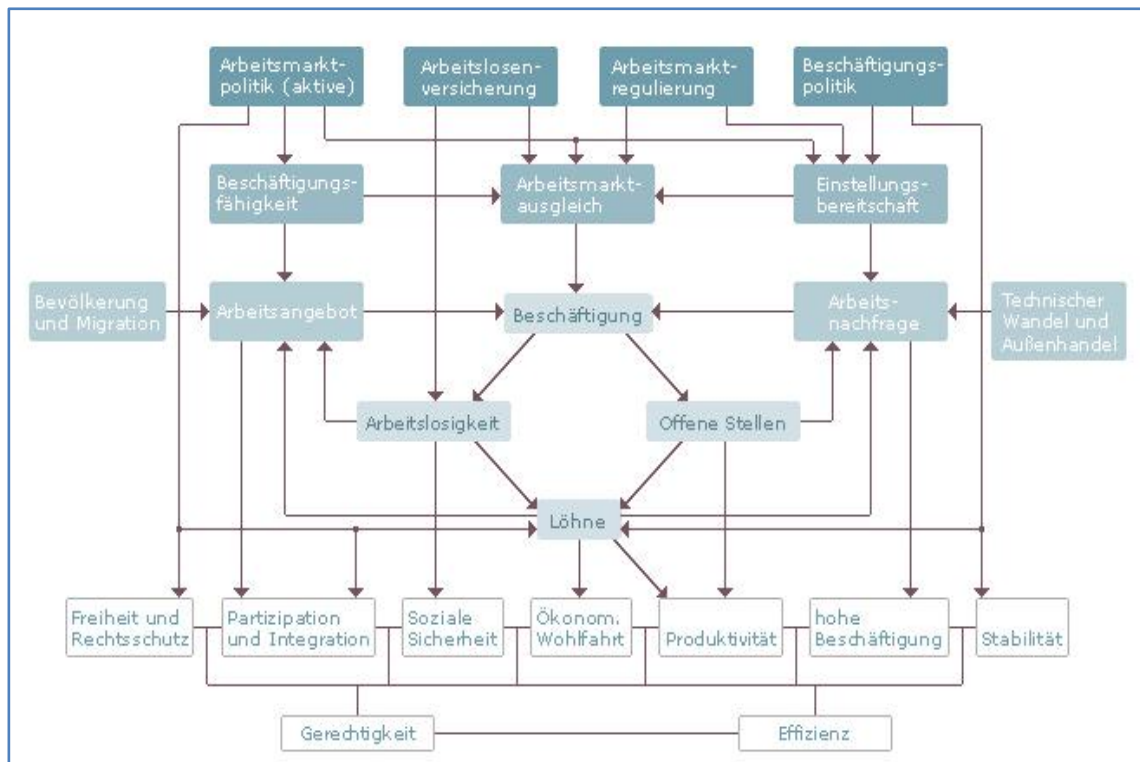 Arbeitsmarkt-
politik (aktive)
Arbeitslosen-
versicherung
Arbeitsmarkt-
regulierung
Beschäftigungs-
politik
Beschäftigungs-
fähigkeit
Arbeitsmarkt-
ausgleich
Einstellungs-
bereitschaft
Bevölkerung
und Migration
Arbeitsangebot
Beschäftigung
Arbeits-
nachfrage
Technischer
Wandel und
Außenhandel
Arbeitslosigkeit
Offene Stellen
Löhne
Freiheit und
Rechtsschutz
Partizipation
und Integration
Soziale
Sicherheit
Ökonom.
Wohlfahrt
Produktivität
hohe
Beschäftigung
Stabilität
Gerechtigkeit
Effizienz